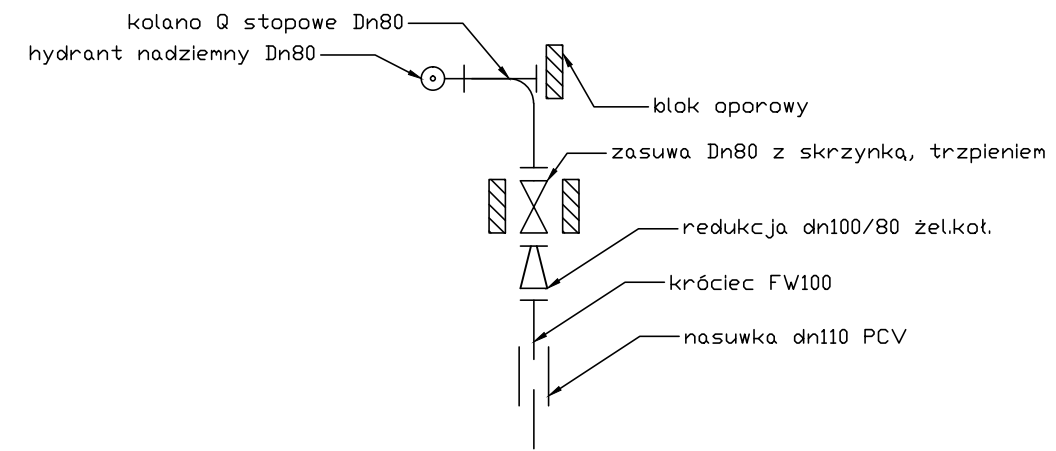 kolano Q stopowe Dn80
hydrant nadziemny Dn80
blok oporowy
zasuwa Dn80 z skrzynką, trzpieniem
redukcja dn100/80 żel.koł.
króciec FW100
nasuwka dn110 PCV